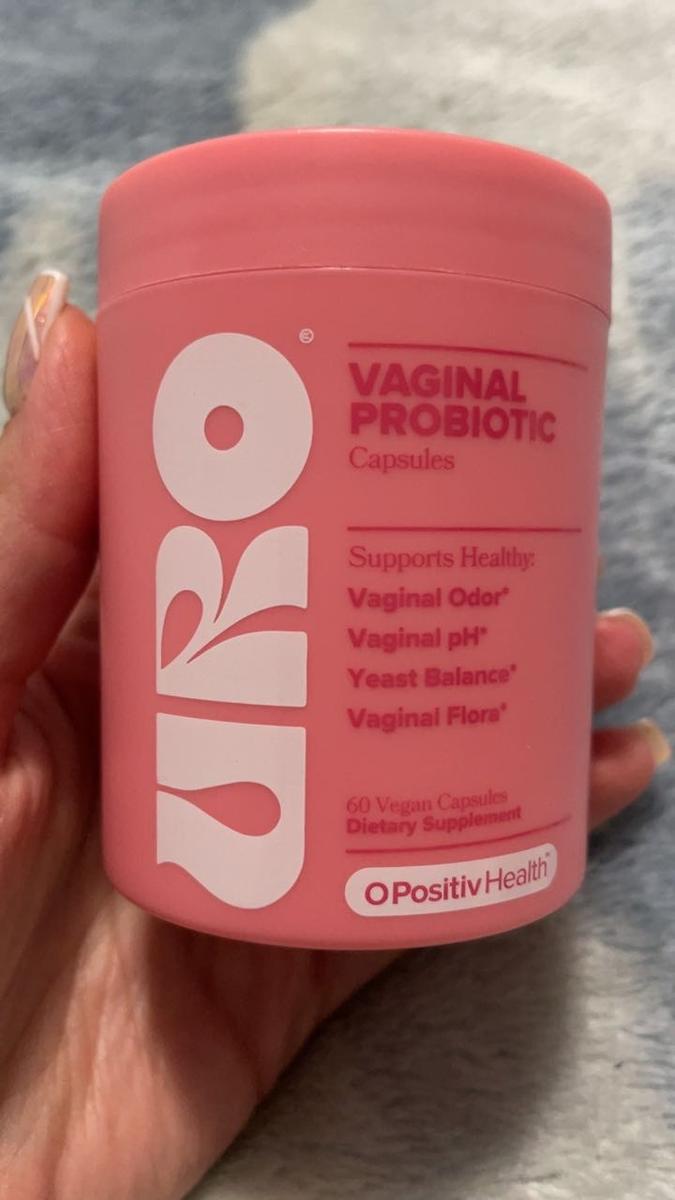 URO®
VAGINAL
PROBIOTIC
Capsules
Supports Healthy:
Vaginal Odor*
Vaginal pH*
Yeast Balance*
Vaginal Flora*
60 Vegan Capsules
Dietary Supplement
OPositivHealth™